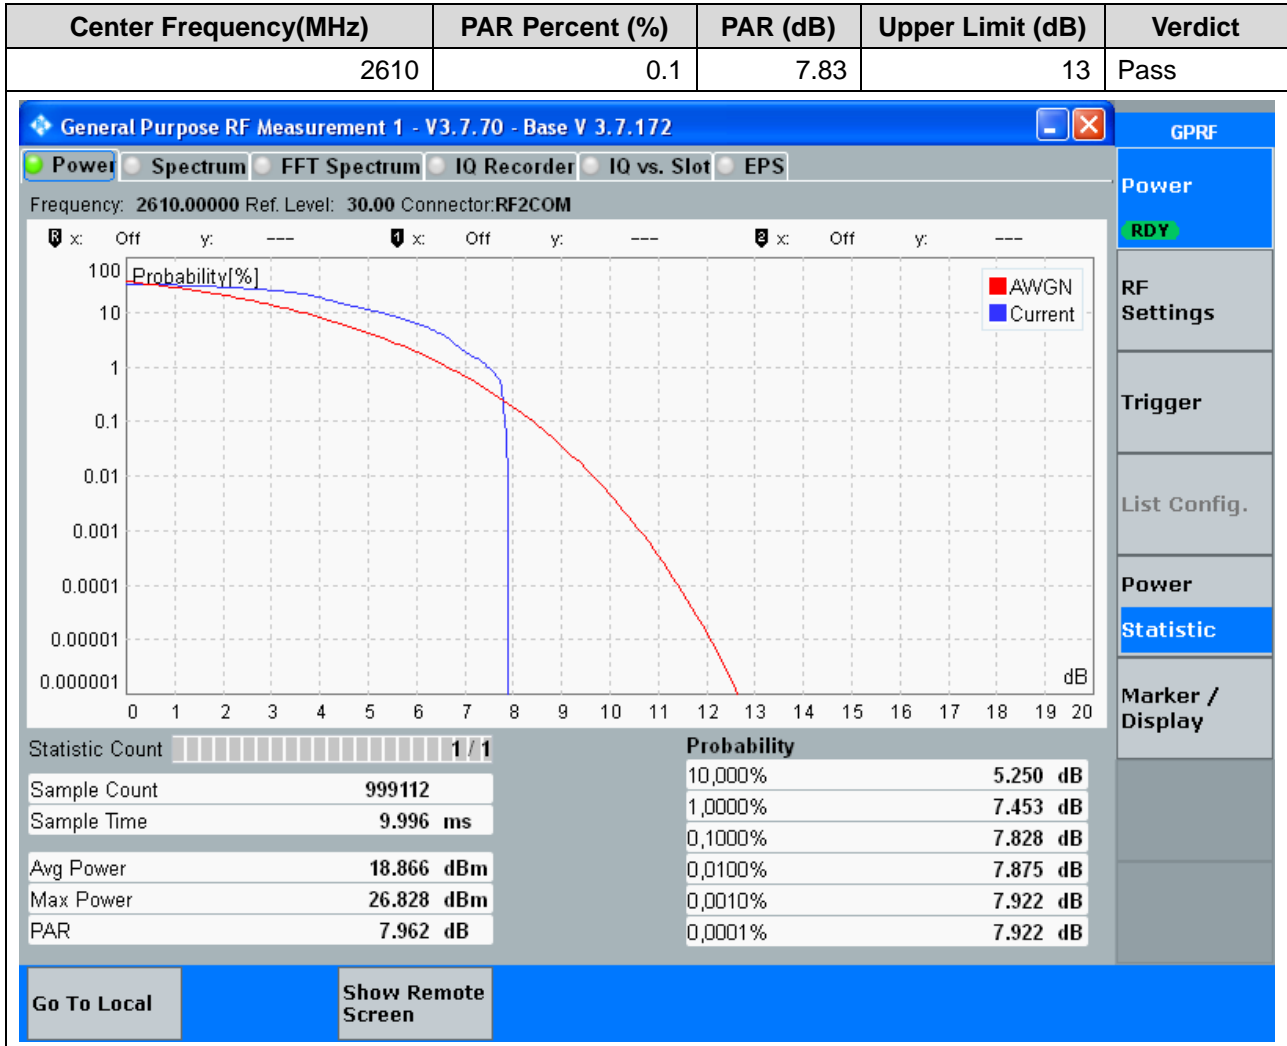 Center Frequency(MHz) PAR Percent (%) PAR (dB) Upper Limit (dB) Verdict
2610 0.1 7.83 13 Pass
General Purpose RF Measurement 1 - V3.7.70 - Base V 3.7.172
GPRF
Power Spectrum FFT Spectrum IQ Recorder IQ vs. Slot EPS
Frequency: 2610.00000 Ref. Level: 30.00 Connector:RF2COM
R x: Off y: --- 1 x: Off y: --- 2 x: Off y: ---
Probability[%]
100
10
1
0.1
0.01
0.001
0.0001
0.00001
0.000001
AWGN
Current
dB
0 1 2 3 4 5 6 7 8 9 10 11 12 13 14 15 16 17 18 19 20
Statistic Count 1 / 1
Sample Count 999112
Sample Time 9.996 ms
Avg Power 18.866 dBm
Max Power 26.828 dBm
PAR 7.962 dB
Probability
10,000% 5.250 dB
1,0000% 7.453 dB
0,1000% 7.828 dB
0,0100% 7.875 dB
0,0010% 7.922 dB
0,0001% 7.922 dB
Power
RDY
RF
Settings
Trigger
List Config.
Power
Statistic
Marker /
Display
Go To Local
Show Remote
Screen